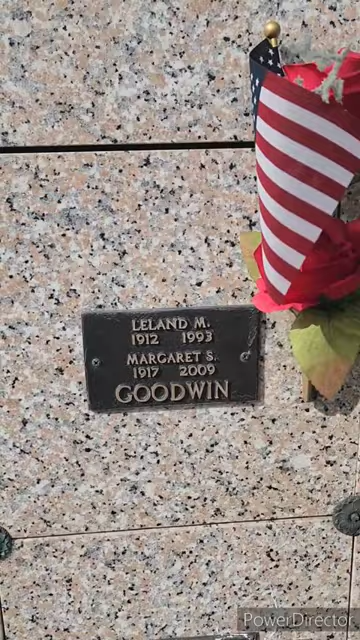 LELAND M.
1912 1993
MARGARET S.
1917 2009
GOODWIN
PowerDirector